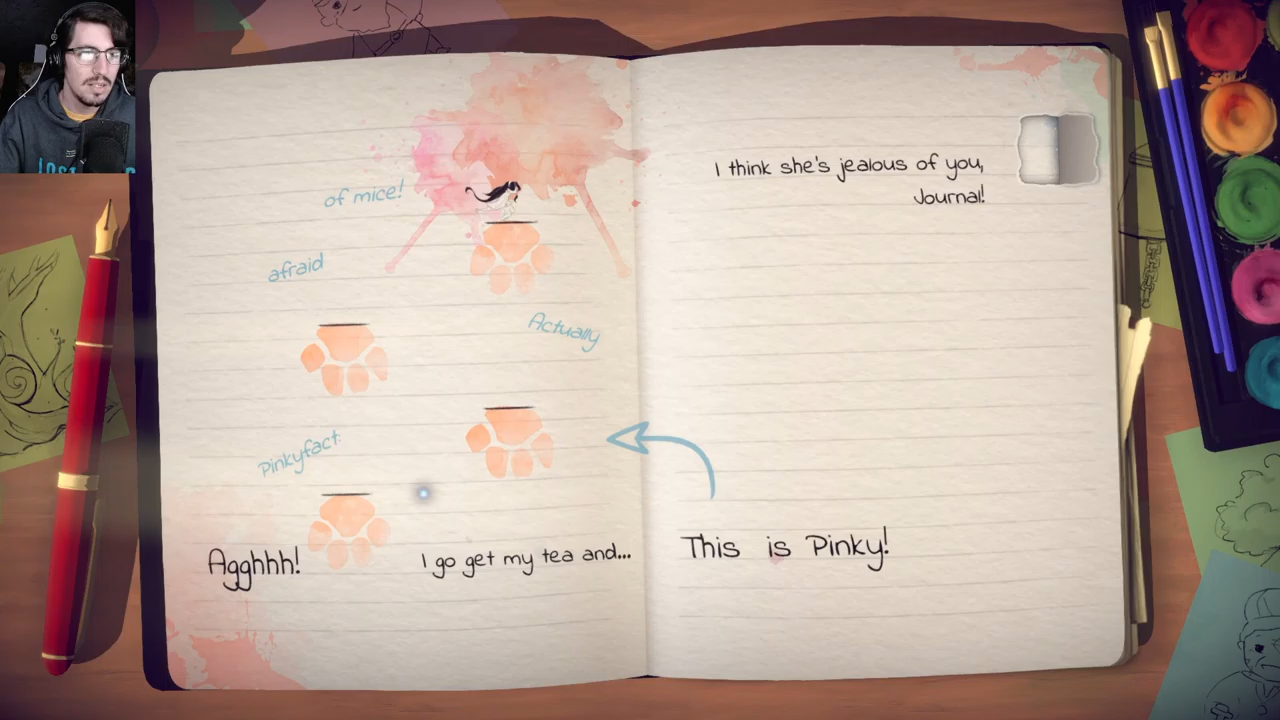 of mice!
afraid
Actually
Pinkyfact:
Agghhh!
I go get my tea and...
I think she's jealous of you,
Journal!
This is Pinky!